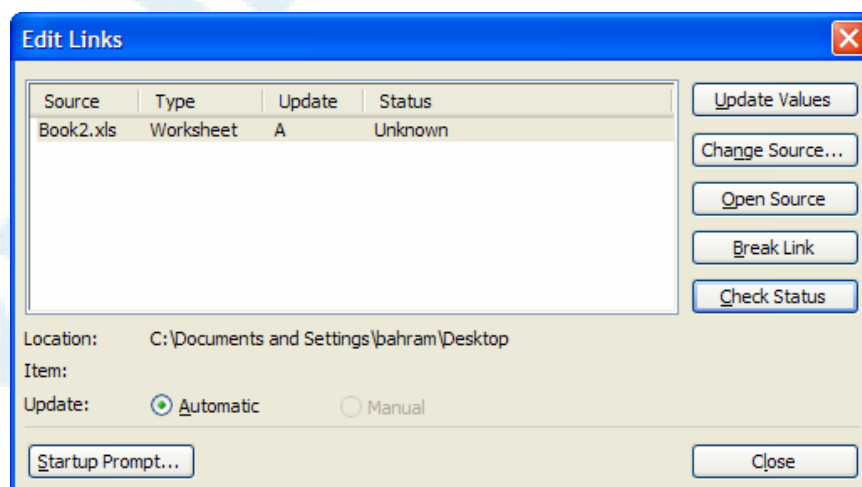 Edit Links
Source Type Update Status
Book2.xls Worksheet A Unknown
Update Values
Change Source...
Open Source
Break Link
Check Status
Location: C:\Documents and Settings\bahram\Desktop
Item:
Update: Automatic Manual
Startup Prompt... Close